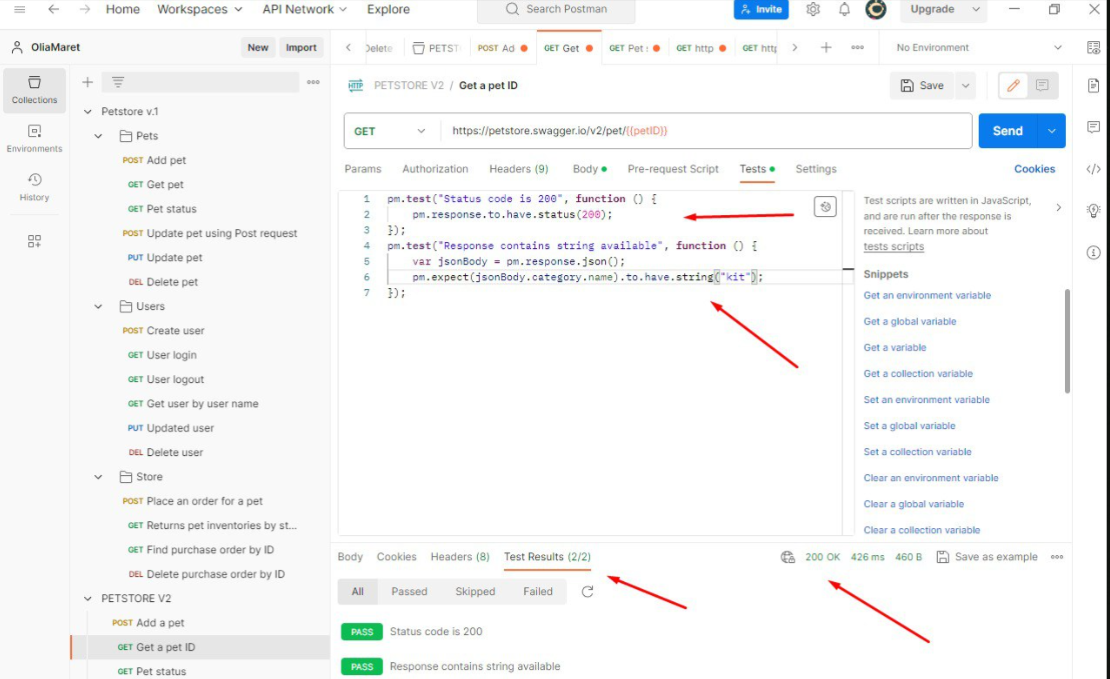 Home Workspaces API Network Explore Search Postman Invite Upgrade
OliaMaret New Import Delete PETST POST Ad GET Get GET Pet s GET http GET http No Environment
Collections
Environments
History
Petstore v.1
Pets
POST Add pet
GET Get pet
GET Pet status
POST Update pet using Post request
PUT Update pet
DEL Delete pet
Users
POST Create user
GET User login
GET User logout
GET Get user by user name
PUT Updated user
DEL Delete user
Store
POST Place an order for a pet
GET Returns pet inventories by st...
GET Find purchase order by ID
DEL Delete purchase order by ID
PETSTORE V2
POST Add a pet
GET Get a pet ID
GET Pet status
HTTP PETSTORE V2 / Get a pet ID Save
GET https://petstore.swagger.io/v2/pet/{{petID}} Send
Params Authorization Headers (9) Body Pre-request Script Tests Settings Cookies
1 pm.test("Status code is 200", function () {
2 pm.response.to.have.status(200);
3 });
4 pm.test("Response contains string available", function () {
5 var jsonBody = pm.response.json();
6 pm.expect(jsonBody.category.name).to.have.string("kit");
7 });
Test scripts are written in JavaScript,
and are run after the response is
received. Learn more about
tests scripts
Snippets
Get an environment variable
Get a global variable
Get a variable
Get a collection variable
Set an environment variable
Set a global variable
Set a collection variable
Clear an environment variable
Clear a global variable
Clear a collection variable
Body Cookies Headers (8) Test Results (2/2) 200 OK 426 ms 460 B Save as example
All Passed Skipped Failed
PASS Status code is 200
PASS Response contains string available